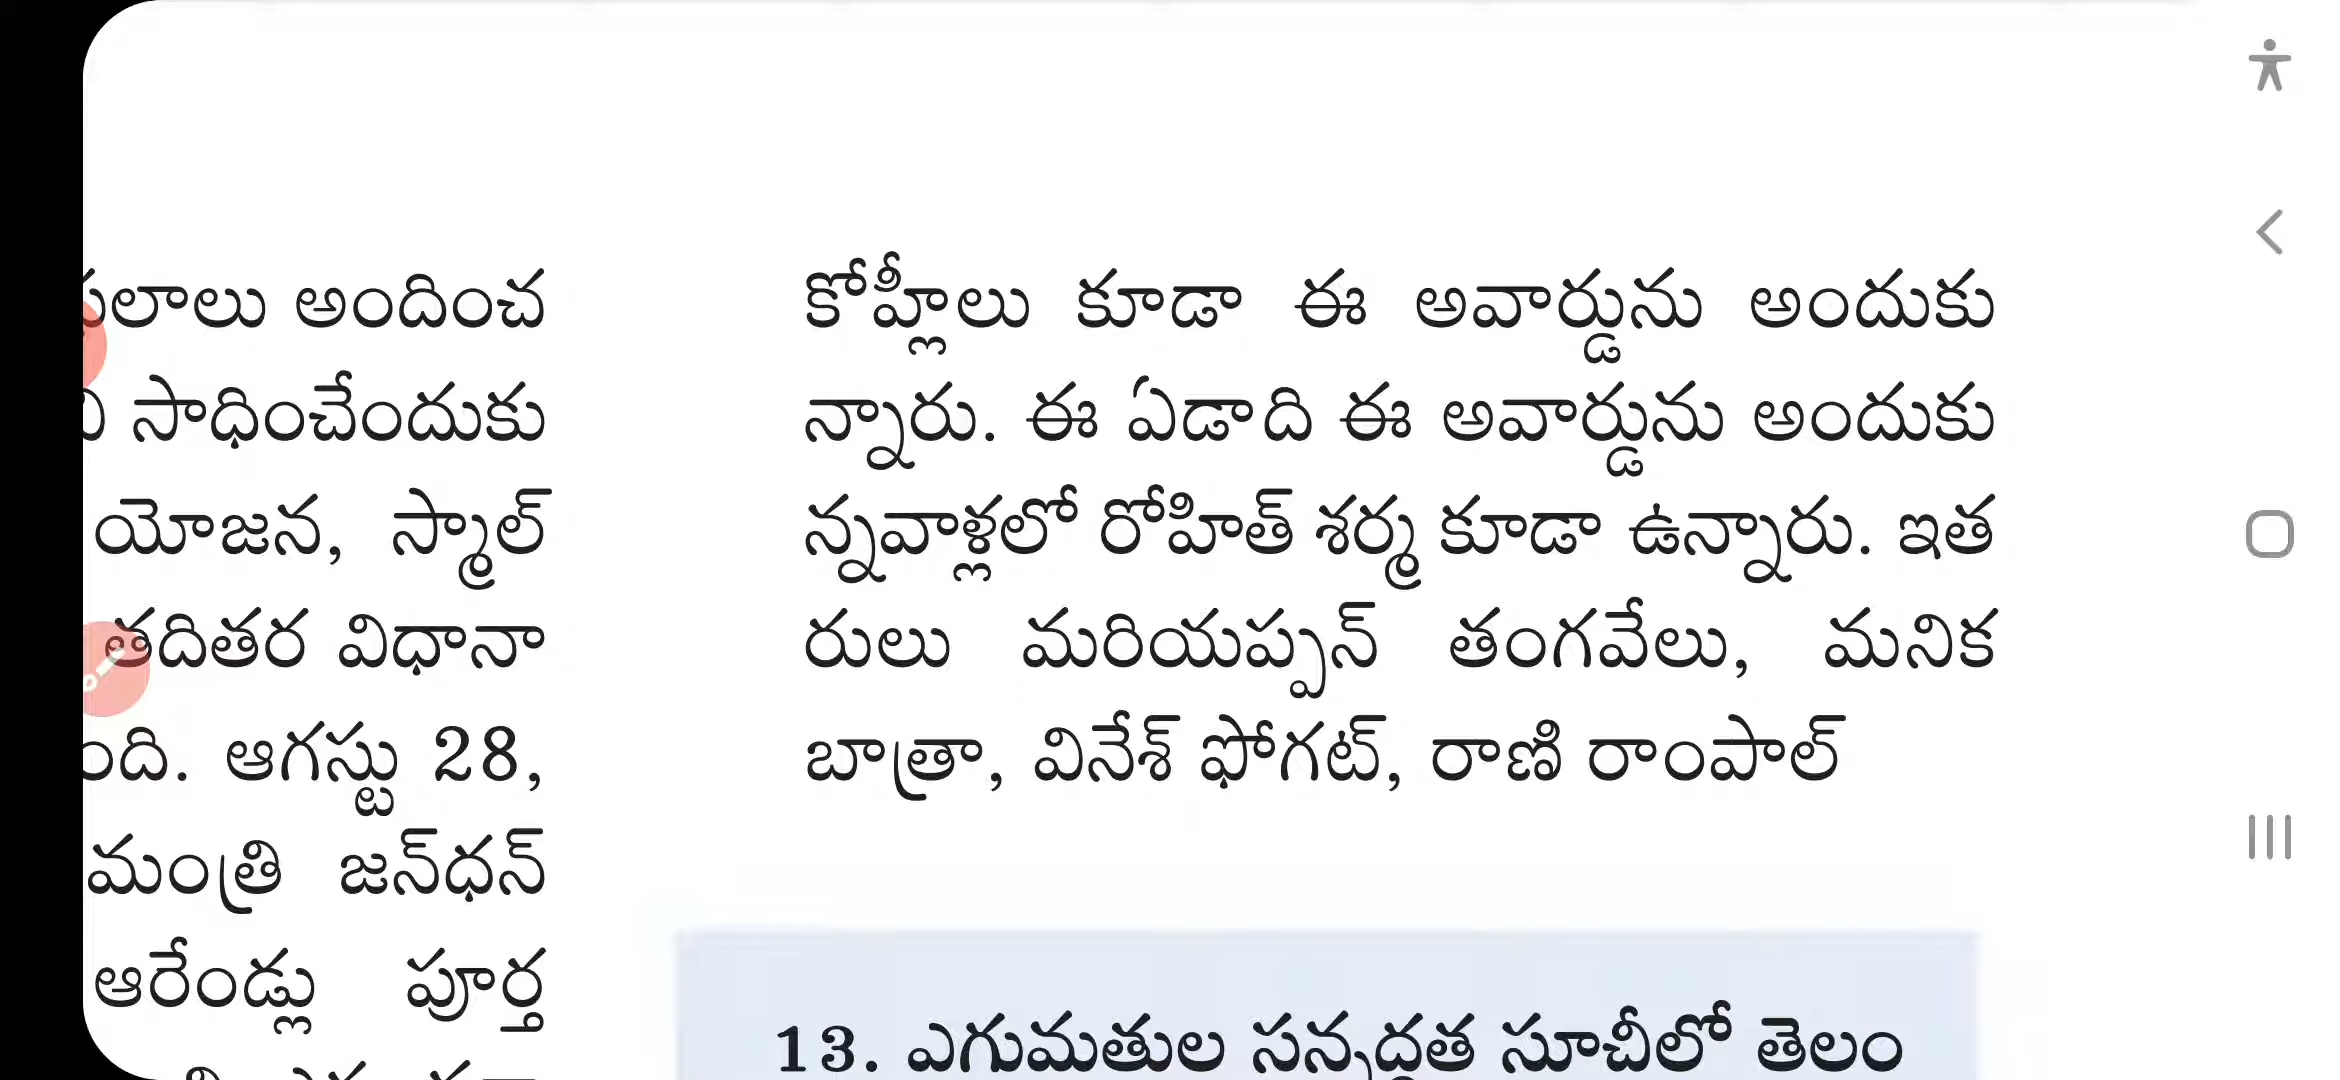 అందించ
సాధించేందుకు
యోజన, స్మాల్
తదితర విధానా
ఆగస్టు 28,
మంత్రి జన్‌ధన్
ఆరేండ్లు పూర్త
కోహ్లీలు కూడా ఈ అవార్డును అందుకు
న్నారు. ఈ ఏడాది ఈ అవార్డును అందుకు
న్నవాళ్లలో రోహిత్ శర్మ కూడా ఉన్నారు. ఇత
రులు మరియప్పన్ తంగవేలు, మనిక
బాత్రా, వినేశ్ ఫోగట్, రాణి రాంపాల్
13. ఎగుమతుల సన్నద్ధత సూచీలో తెలం